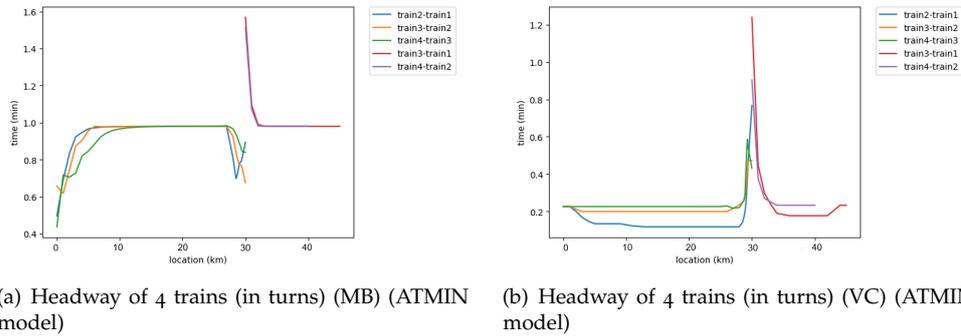 1.6
1.4
1.2
1.0
0.8
0.6
0.4
time (min)
0
10
20
30
40
location (km)
train2-train1
train3-train2
train4-train3
train3-train1
train4-train2
1.2
1.0
0.8
0.6
0.4
0.2
time (min)
0
10
20
30
40
location (km)
train2-train1
train3-train2
train4-train3
train3-train1
train4-train2
a) Headway of 4 trains (in turns) (MB) (ATMIN
model)
(b) Headway of 4 trains (in turns) (VC) (ATMIN
model)